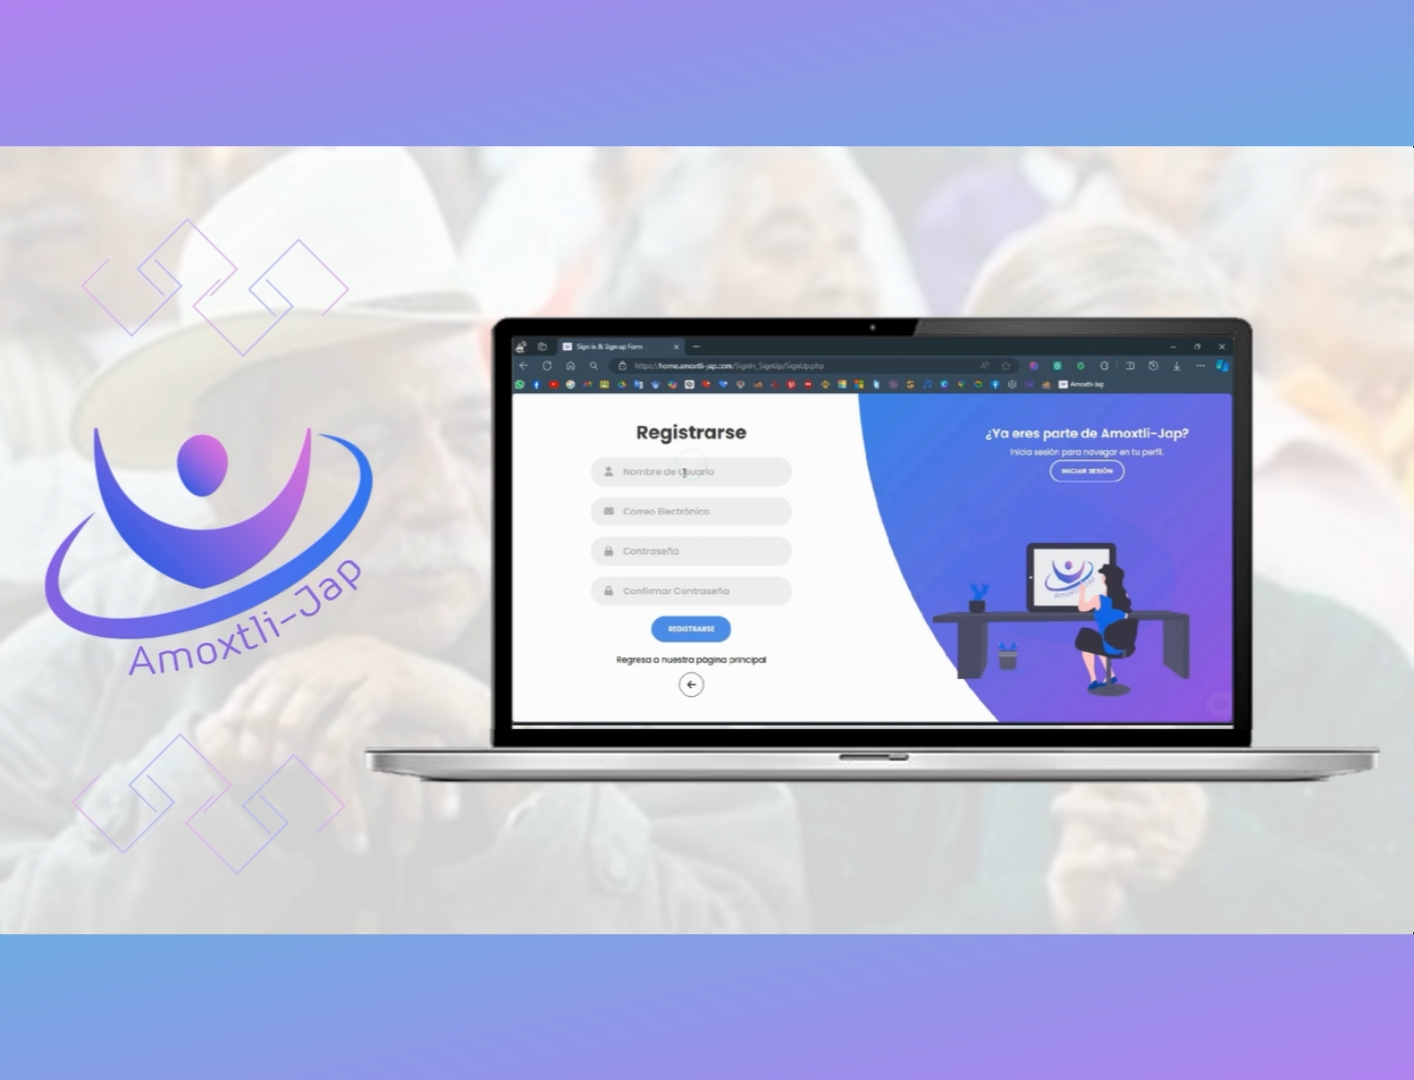 Amoxtli-Jap
Sign in & Sign up Form
https://home.amoxtli-jap.com/SignIn_SignUp/SignUp.php
Amoxtli-Jap
Registrarse
Nombre de Usuario
Correo Electrónico
Contraseña
Confirmar Contraseña
REGISTRARSE
Regresa a nuestra página principal
¿Ya eres parte de Amoxtli-Jap?
Inicia sesión para navegar en tu perfil.
INICIAR SESIÓN
Amoxtli-Jap